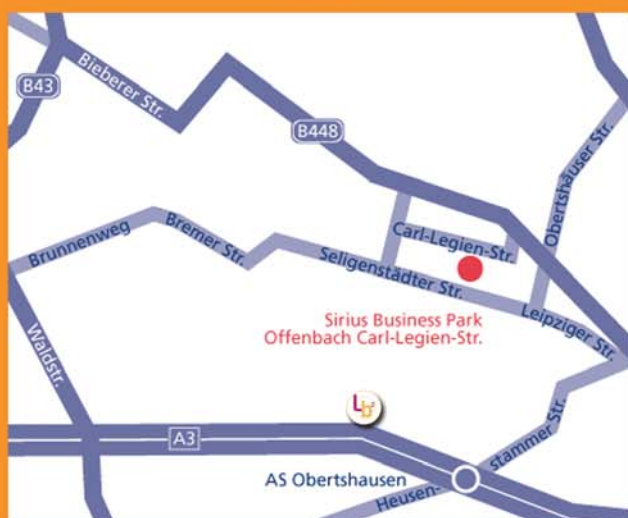 B43
Bieberer Str.
B448
Obertshäuser Str.
Carl-Legien-Str.
Brunnenweg
Bremer Str.
Seligenstädter Str.
Leipziger Str.
Sirius Business Park
Offenbach Carl-Legien-Str.
Waldstr.
Lb²
A3
AS Obertshausen
Heusen-
stammer Str.